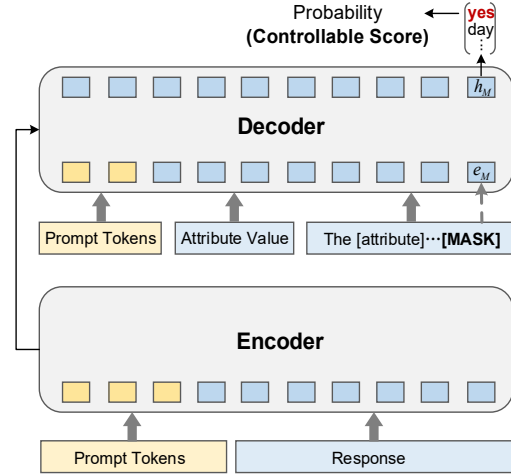 Probability
(Controllable Score)
yes
day
...
h_M
Decoder
e_M
Prompt Tokens
Attribute Value
The [attribute]···[MASK]
Encoder
Prompt Tokens
Response